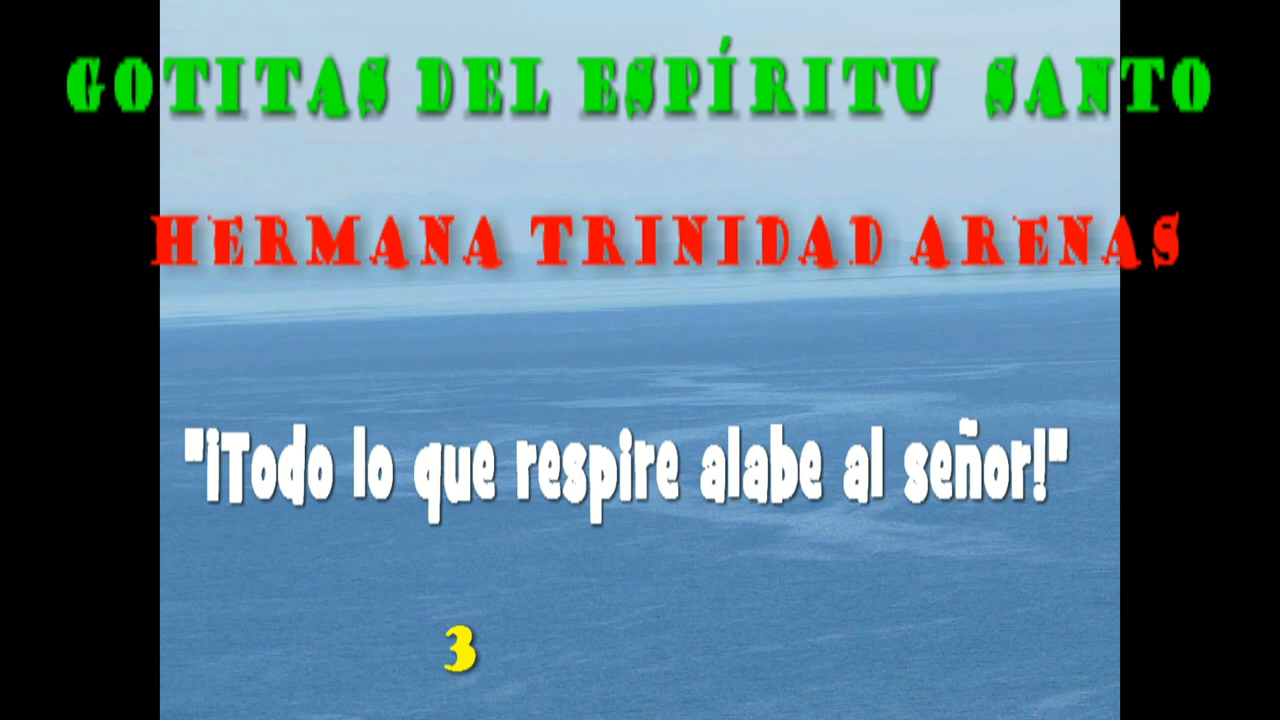 GOTITAS DEL ESPÍRITU SANTO
HERMANA TRINIDAD ARENAS
"¡Todo lo que respire alabe al señor!"
3